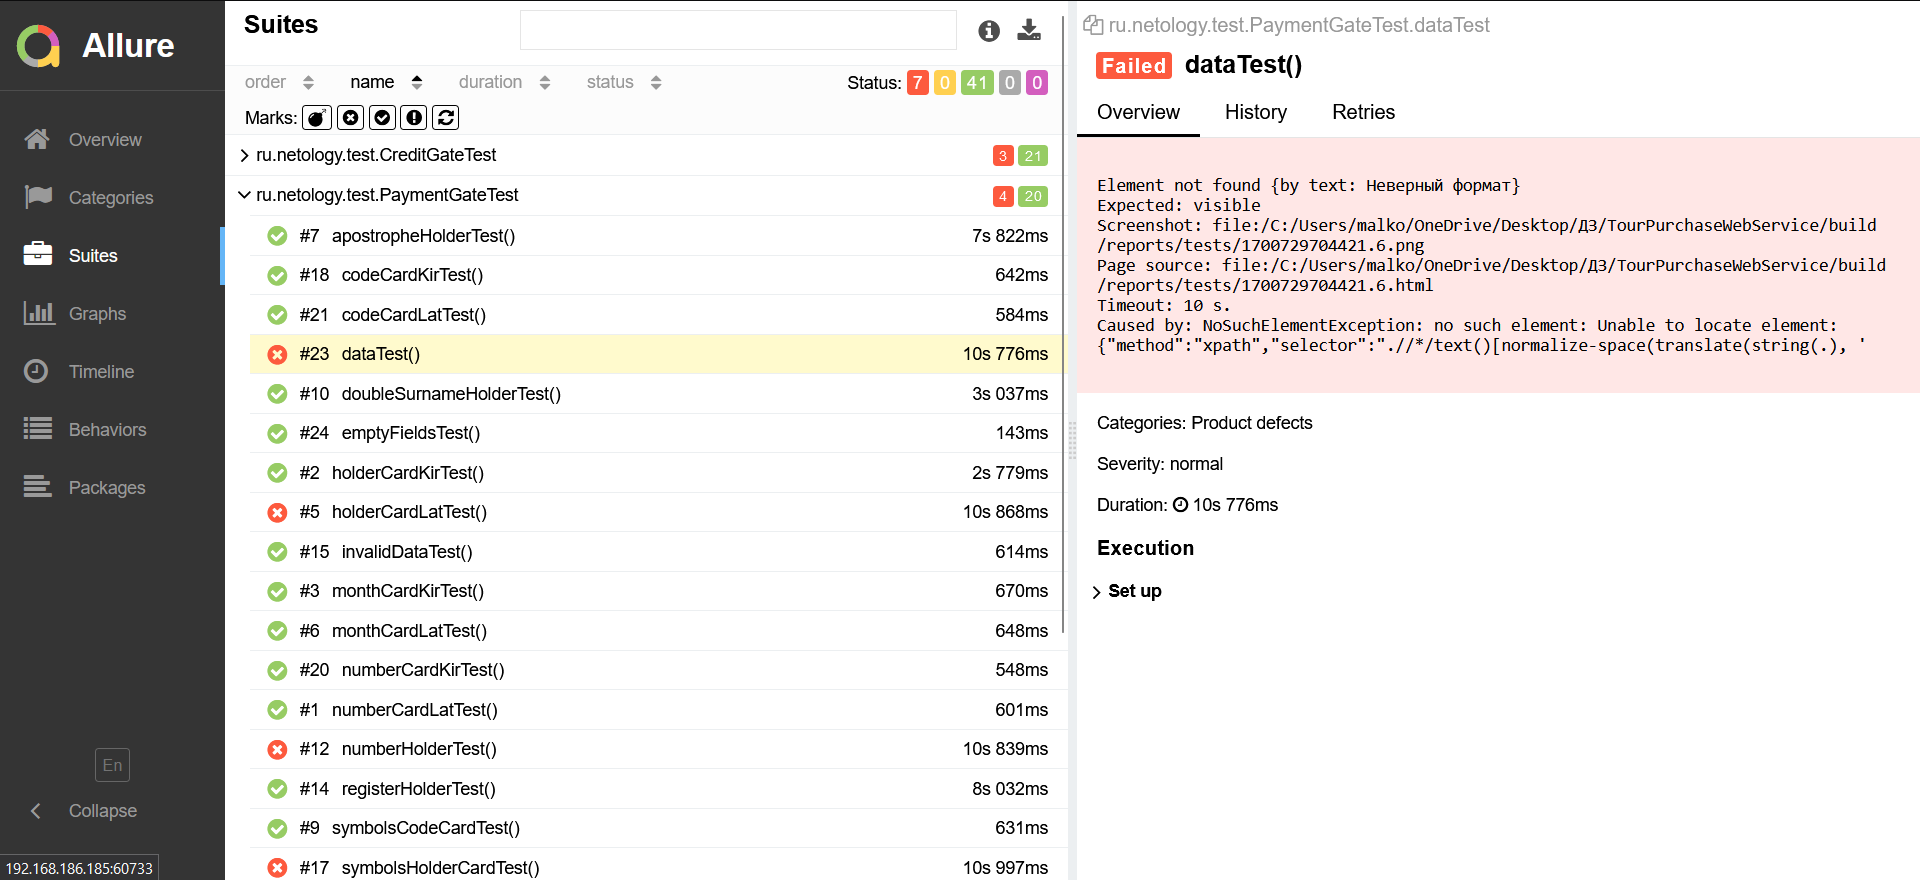 Allure
Overview
Categories
Suites
Graphs
Timeline
Behaviors
Packages
En
Collapse
192.168.186.185:60733
Suites
order name duration status Status: 7 0 41 0 0
Marks:
ru.netology.test.CreditGateTest 3 21
ru.netology.test.PaymentGateTest 4 20
#7 apostropheHolderTest() 7s 822ms
#18 codeCardKirTest() 642ms
#21 codeCardLatTest() 584ms
#23 dataTest() 10s 776ms
#10 doubleSurnameHolderTest() 3s 037ms
#24 emptyFieldsTest() 143ms
#2 holderCardKirTest() 2s 779ms
#5 holderCardLatTest() 10s 868ms
#15 invalidDataTest() 614ms
#3 monthCardKirTest() 670ms
#6 monthCardLatTest() 648ms
#20 numberCardKirTest() 548ms
#1 numberCardLatTest() 601ms
#12 numberHolderTest() 10s 839ms
#14 registerHolderTest() 8s 032ms
#9 symbolsCodeCardTest() 631ms
#17 symbolsHolderCardTest() 10s 997ms
ru.netology.test.PaymentGateTest.dataTest
Failed dataTest()
Overview History Retries
Element not found {by text: Неверный формат}
Expected: visible
Screenshot: file:/C:/Users/malko/OneDrive/Desktop/ДЗ/TourPurchaseWebService/build
/reports/tests/1700729704421.6.png
Page source: file:/C:/Users/malko/OneDrive/Desktop/ДЗ/TourPurchaseWebService/build
/reports/tests/1700729704421.6.html
Timeout: 10 s.
Caused by: NoSuchElementException: no such element: Unable to locate element:
{"method":"xpath","selector":".//*/text()[normalize-space(translate(string(.), '
Categories: Product defects
Severity: normal
Duration: 10s 776ms
Execution
Set up